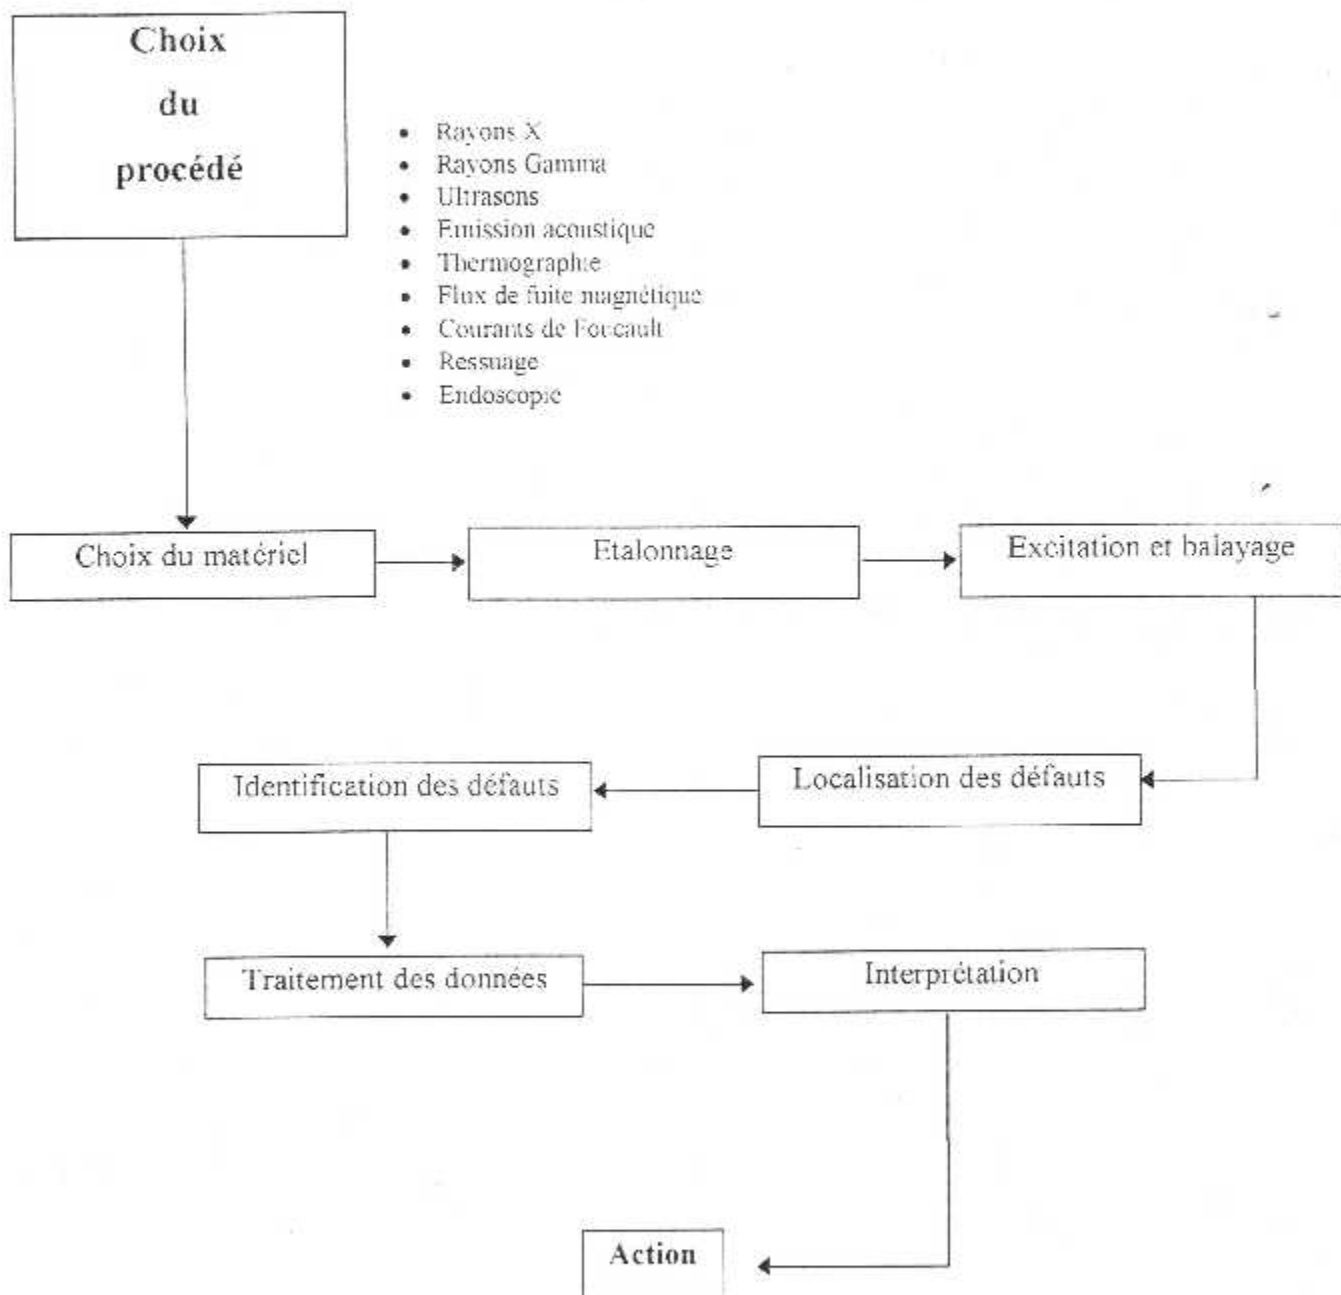 Choix
du
procédé
• Rayons X
• Rayons Gamma
• Ultrasons
• Emission acoustique
• Thermographie
• Flux de fuite magnétique
• Courants de Foucault
• Ressuage
• Endoscopie
Choix du matériel
Etalonnage
Excitation et balayage
Identification des défauts
Localisation des défauts
Traitement des données
Interprétation
Action